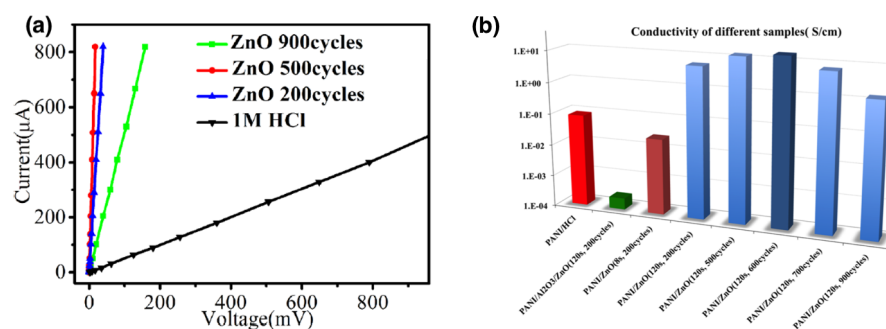 (a)
800
600
400
200
0
Current(μA)
ZnO 900cycles
ZnO 500cycles
ZnO 200cycles
1M HCl
0 200 400 600 800
Voltage(mV)
(b)
Conductivity of different samples( S/cm)
1.E+01
1.E+00
1.E-01
1.E-02
1.E-03
1.E-04
PANI/HCl
PANI/Al2O3/ZnO(120s, 200cycles)
PANI/ZnO(8s, 200cycles)
PANI/ZnO(120s, 200cycles)
PANI/ZnO(120s, 500cycles)
PANI/ZnO(120s, 600cycles)
PANI/ZnO(120s, 700cycles)
PANI/ZnO(120s, 900cycles)